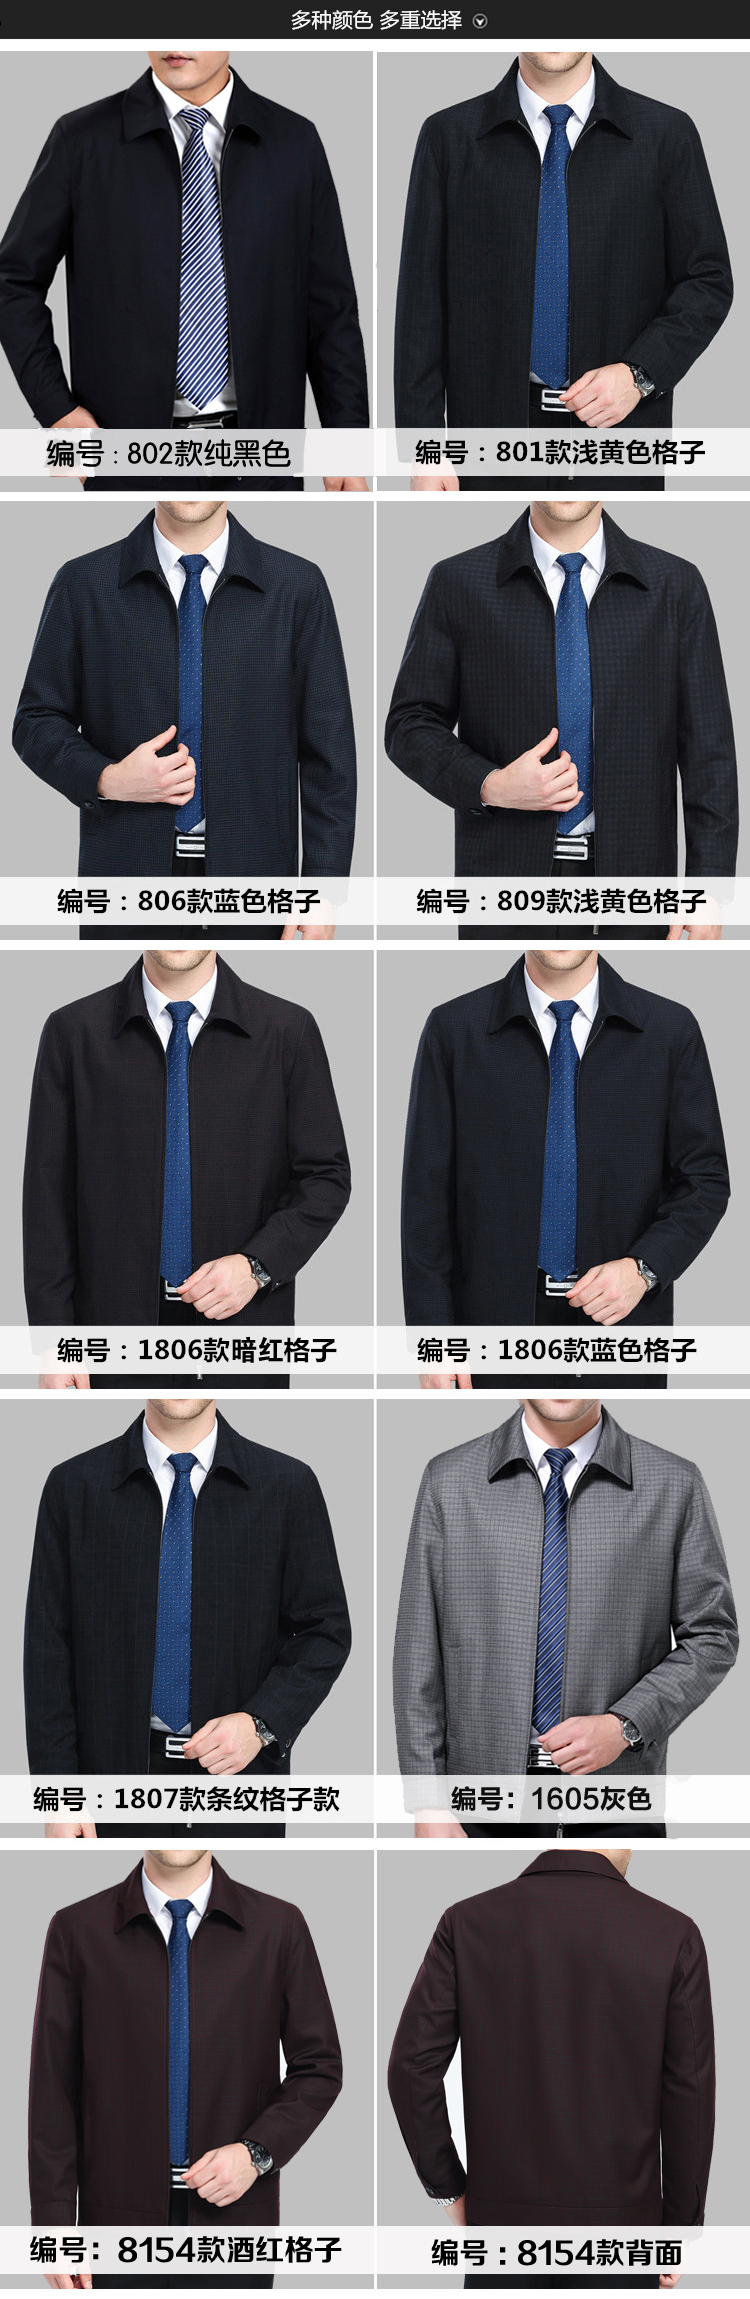 多种颜色 多重选择
编号：802款纯黑色
编号：801款浅黄色格子
编号：806款蓝色格子
编号：809款浅黄色格子
编号：1806款暗红格子
编号：1806款蓝色格子
编号：1807款条纹格子款
编号：1605灰色
编号：8154款酒红格子
编号：8154款背面